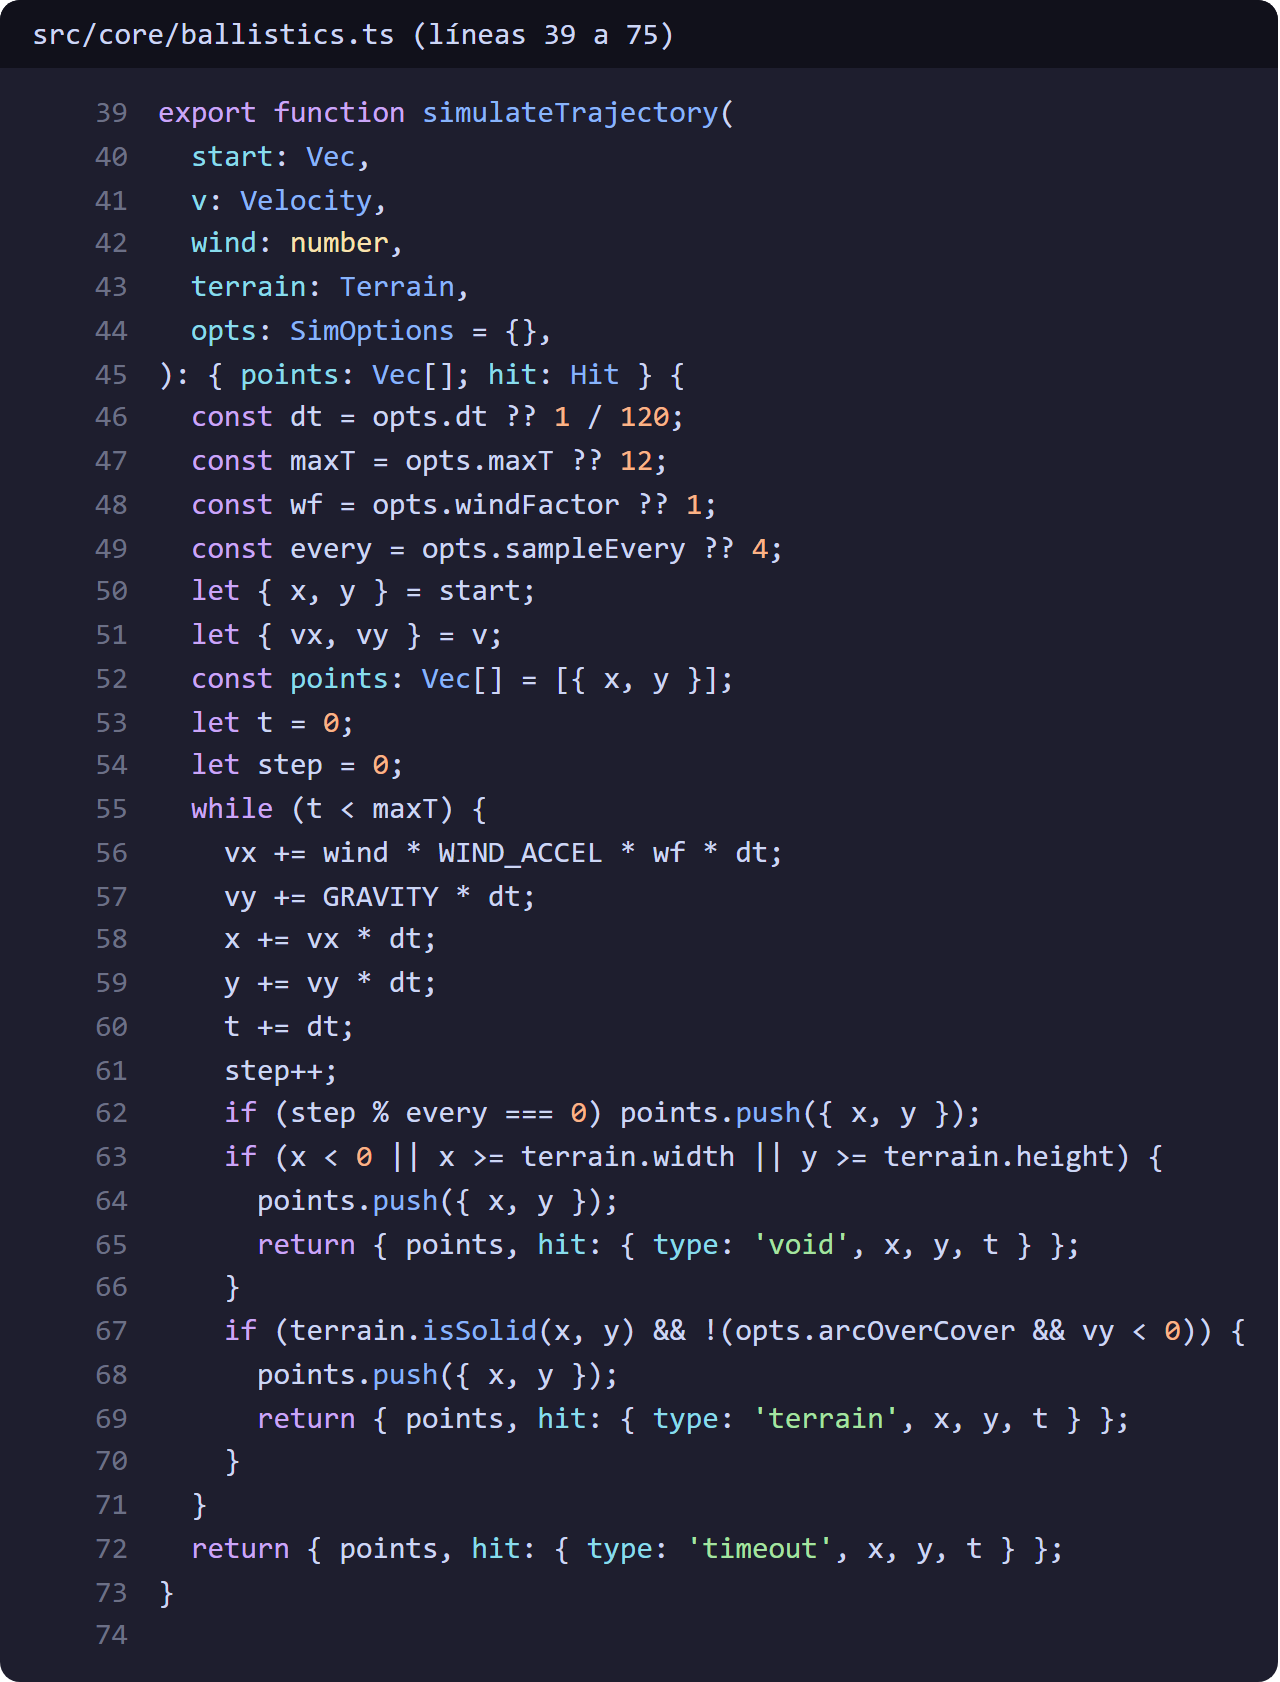 src/core/ballistics.ts (líneas 39 a 75)
39 export function simulateTrajectory(
40   start: Vec,
41   v: Velocity,
42   wind: number,
43   terrain: Terrain,
44   opts: SimOptions = {},
45 ): { points: Vec[]; hit: Hit } {
46   const dt = opts.dt ?? 1 / 120;
47   const maxT = opts.maxT ?? 12;
48   const wf = opts.windFactor ?? 1;
49   const every = opts.sampleEvery ?? 4;
50   let { x, y } = start;
51   let { vx, vy } = v;
52   const points: Vec[] = [{ x, y }];
53   let t = 0;
54   let step = 0;
55   while (t < maxT) {
56     vx += wind * WIND_ACCEL * wf * dt;
57     vy += GRAVITY * dt;
58     x += vx * dt;
59     y += vy * dt;
60     t += dt;
61     step++;
62     if (step % every === 0) points.push({ x, y });
63     if (x < 0 || x >= terrain.width || y >= terrain.height) {
64       points.push({ x, y });
65       return { points, hit: { type: 'void', x, y, t } };
66     }
67     if (terrain.isSolid(x, y) && !(opts.arcOverCover && vy < 0)) {
68       points.push({ x, y });
69       return { points, hit: { type: 'terrain', x, y, t } };
70     }
71   }
72   return { points, hit: { type: 'timeout', x, y, t } };
73 }
74